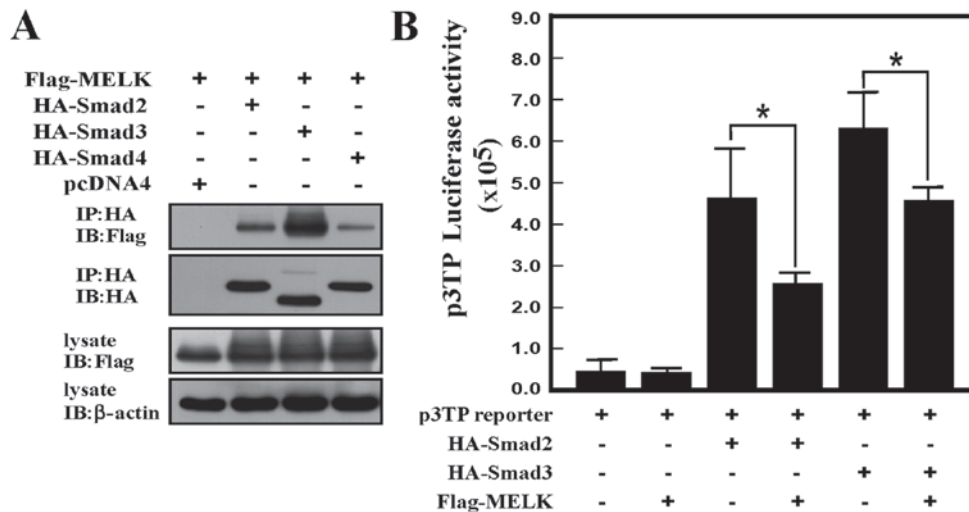 A
Flag-MELK + + + +
HA-Smad2 - + - -
HA-Smad3 - - + -
HA-Smad4 - - - +
pcDNA4 + - - -
IP:HA
IB:Flag
IP:HA
IB:HA
lysate
IB:Flag
lysate
IB:β-actin
B
p3TP Luciferase activity
(x10⁵)
9.0
8.0
7.0
6.0
5.0
4.0
3.0
2.0
1.0
0.0
*
*
p3TP reporter + + + + + +
HA-Smad2 - - + + - -
HA-Smad3 - - - - + +
Flag-MELK - + - + - +